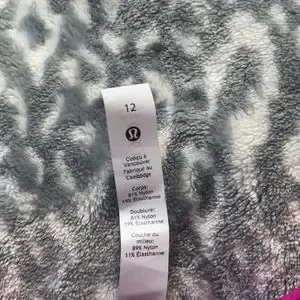 12
Conçu à
Vancouver
Fabriqué au
Cambodge
Corps:
81% Nylon
19% Élasthanne
Doublure:
81% Nylon
19% Élasthanne
Couche du
milieu:
89% Nylon
11% Élasthanne